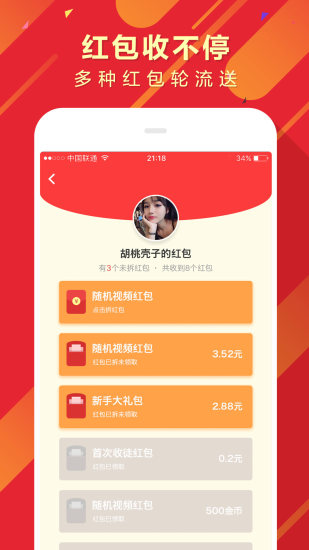 红包收不停
多种红包轮流送
中国联通 21:18 34%
胡桃壳子的红包
有3个未拆红包 · 共收到8个红包
随机视频红包
点击拆红包
随机视频红包 3.52元
红包已拆未领取
新手大礼包 2.88元
红包已拆未领取
首次收徒红包 0.2元
红包已领取
随机视频红包 500金币
红包已领取